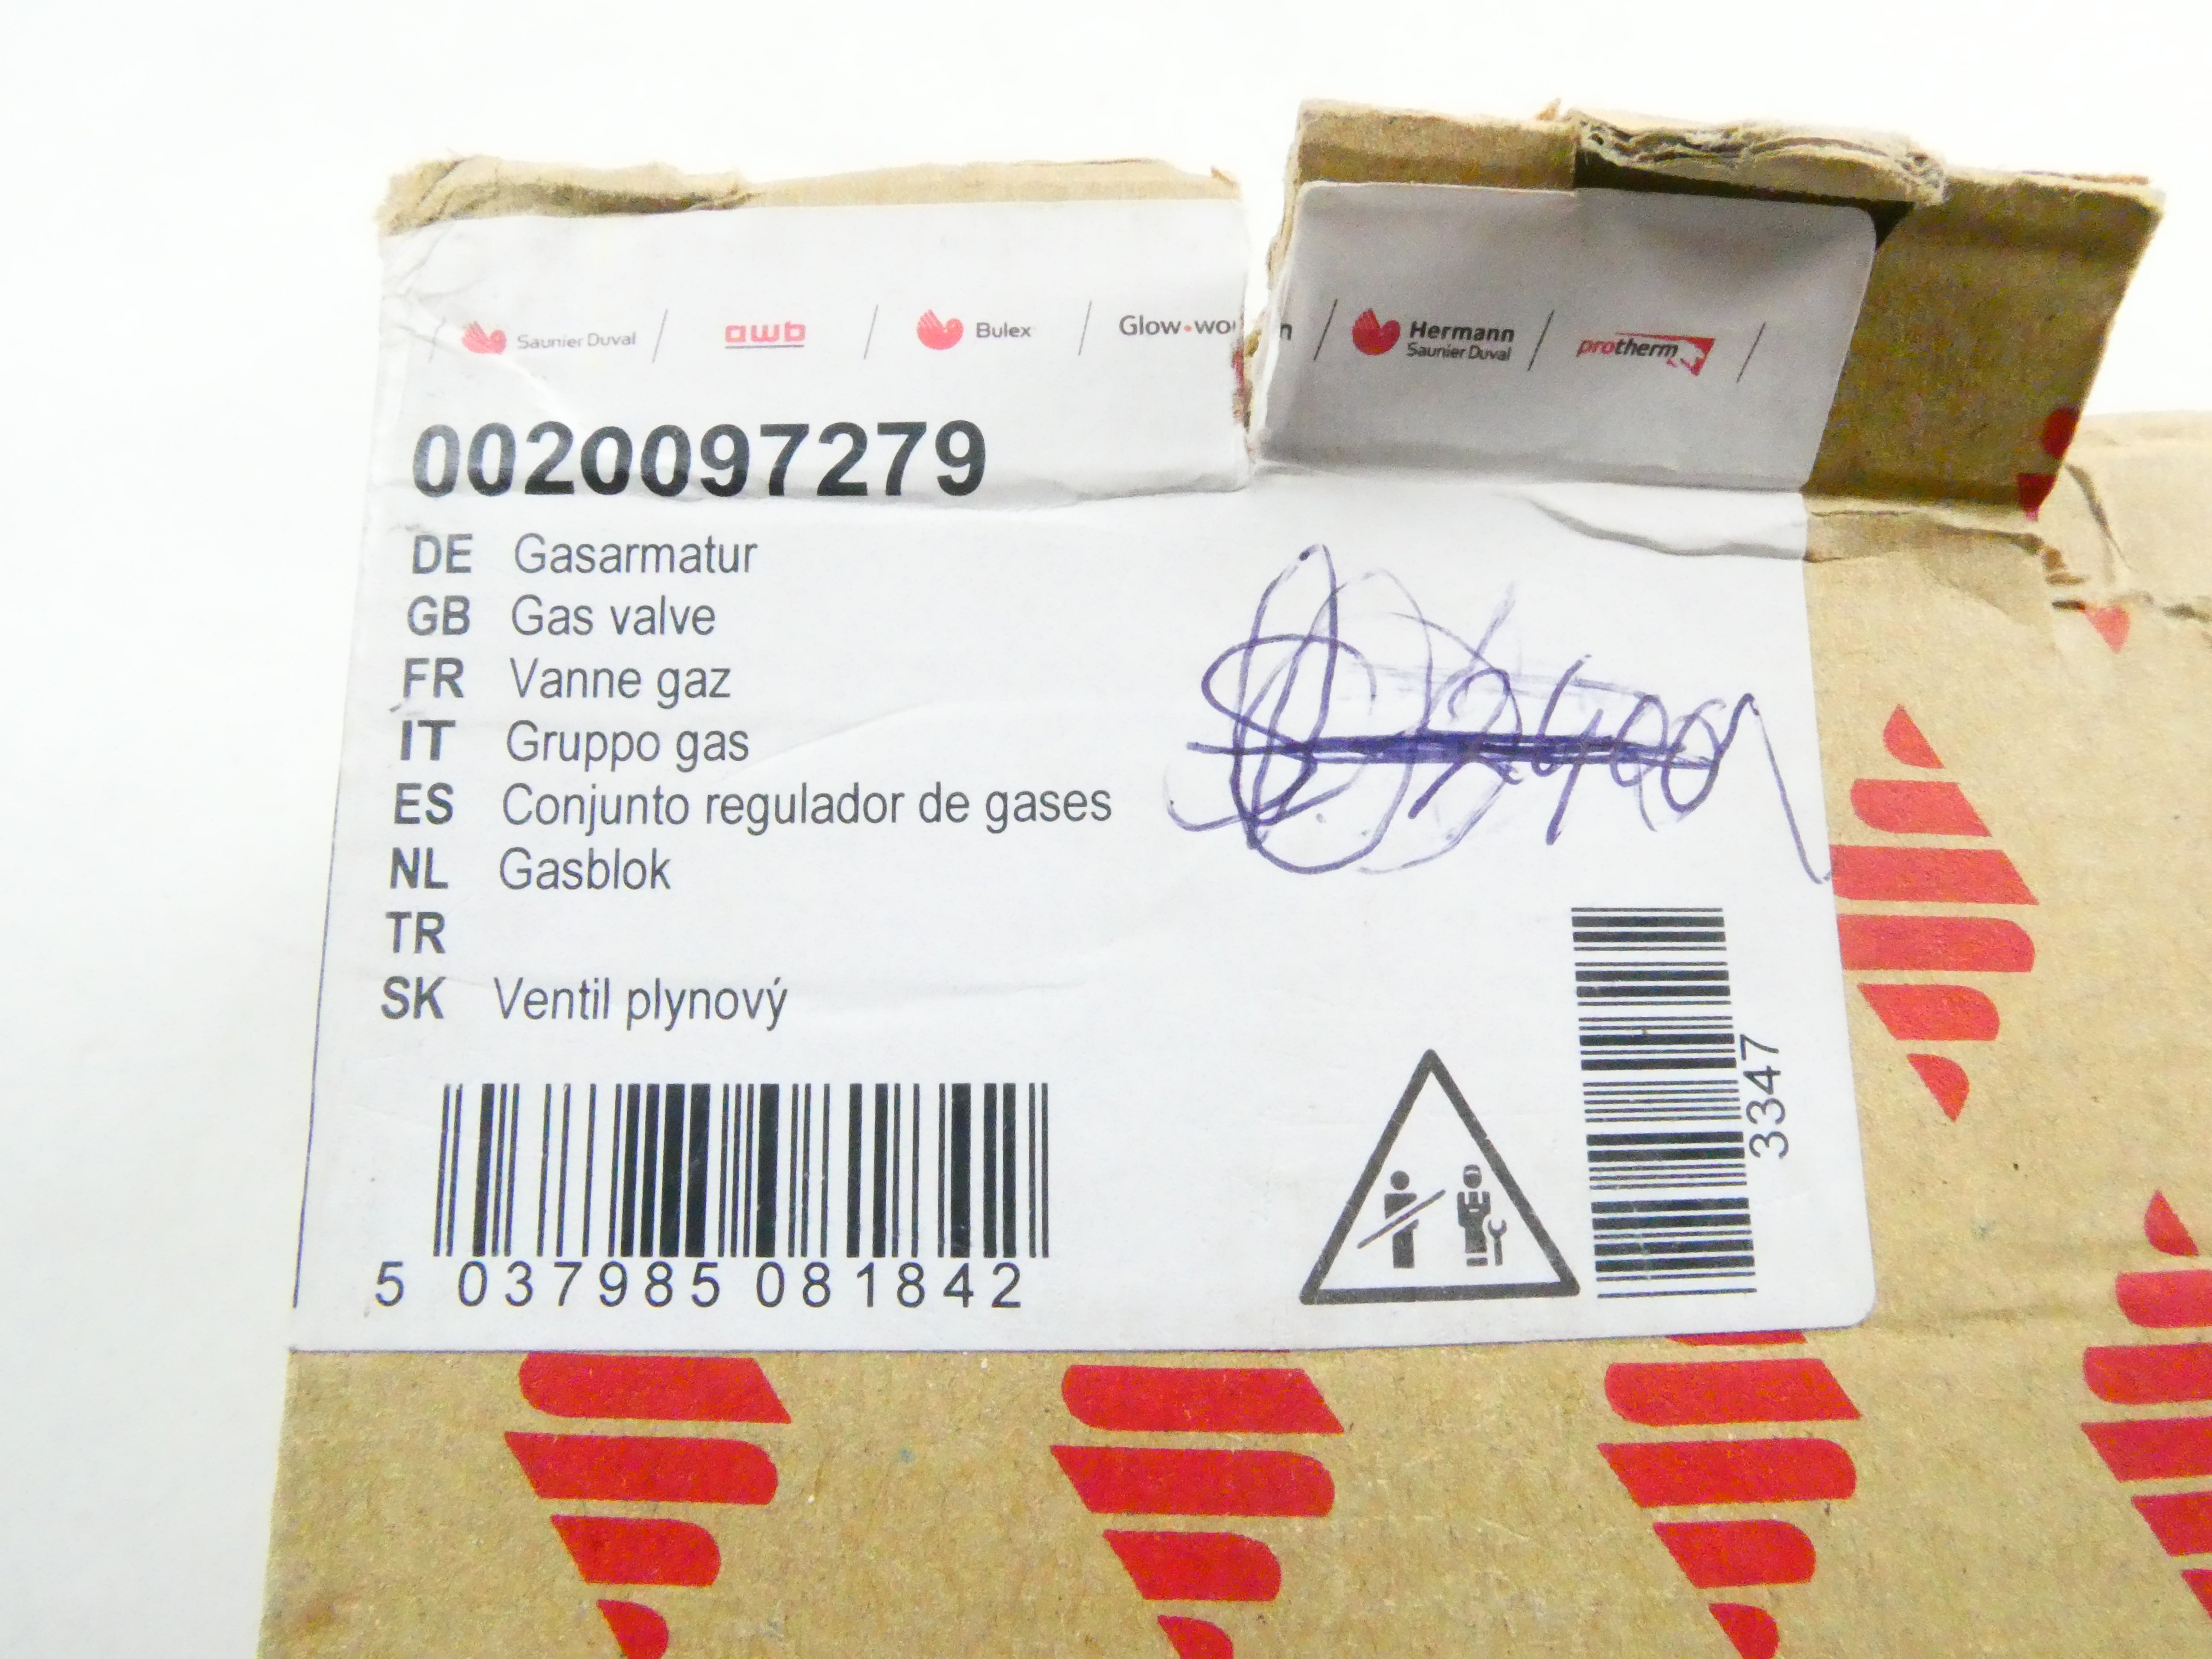 Saunier Duval / awb / Bulex / Glow-wo n / Hermann Saunier Duval / protherm /
0020097279
DE Gasarmatur
GB Gas valve
FR Vanne gaz
IT Gruppo gas
ES Conjunto regulador de gases
NL Gasblok
TR
SK Ventil plynový
5 037985 081842
3347